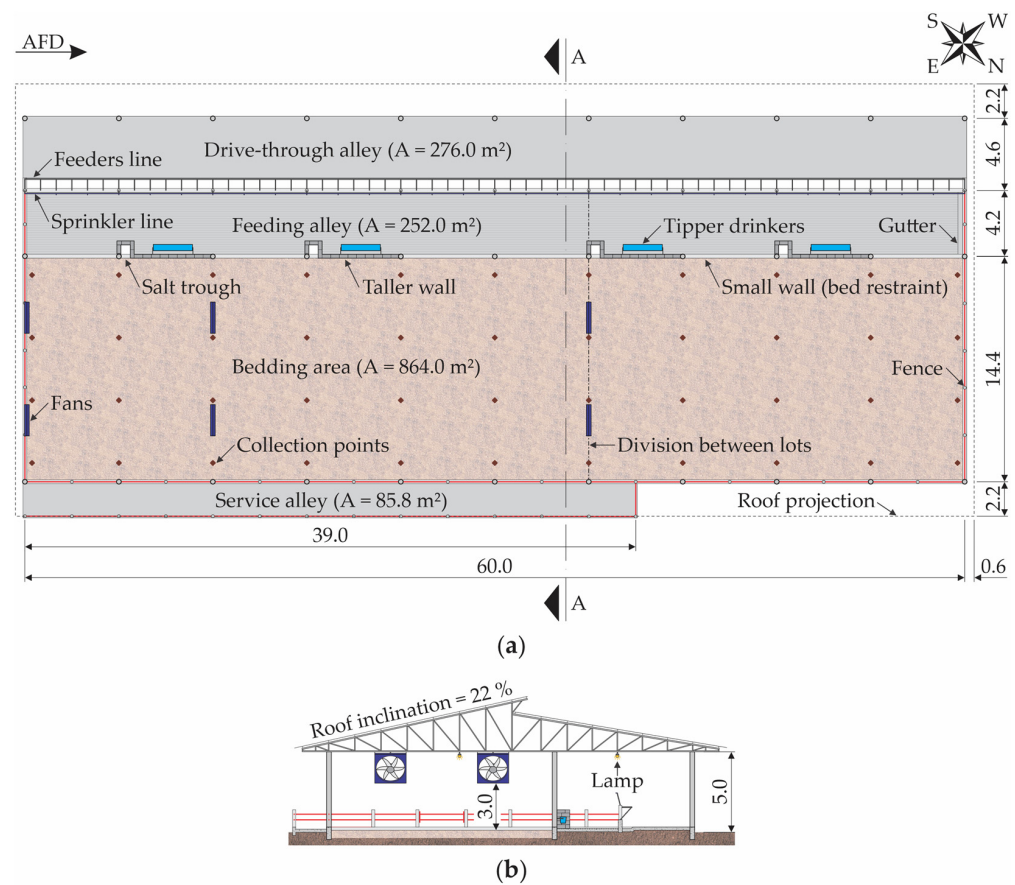 AFD
A
S
W
E
N
2.2
Drive-through alley (A = 276.0 m²)
4.6
Feeders line
Sprinkler line
Feeding alley (A = 252.0 m²)
Tipper drinkers
Gutter
4.2
Salt trough
Taller wall
Small wall (bed restraint)
Bedding area (A = 864.0 m²)
Fence
14.4
Fans
Collection points
Division between lots
Service alley (A = 85.8 m²)
Roof projection
2.2
39.0
60.0
0.6
A
(a)
Roof inclination = 22 %
Lamp
3.0
5.0
(b)